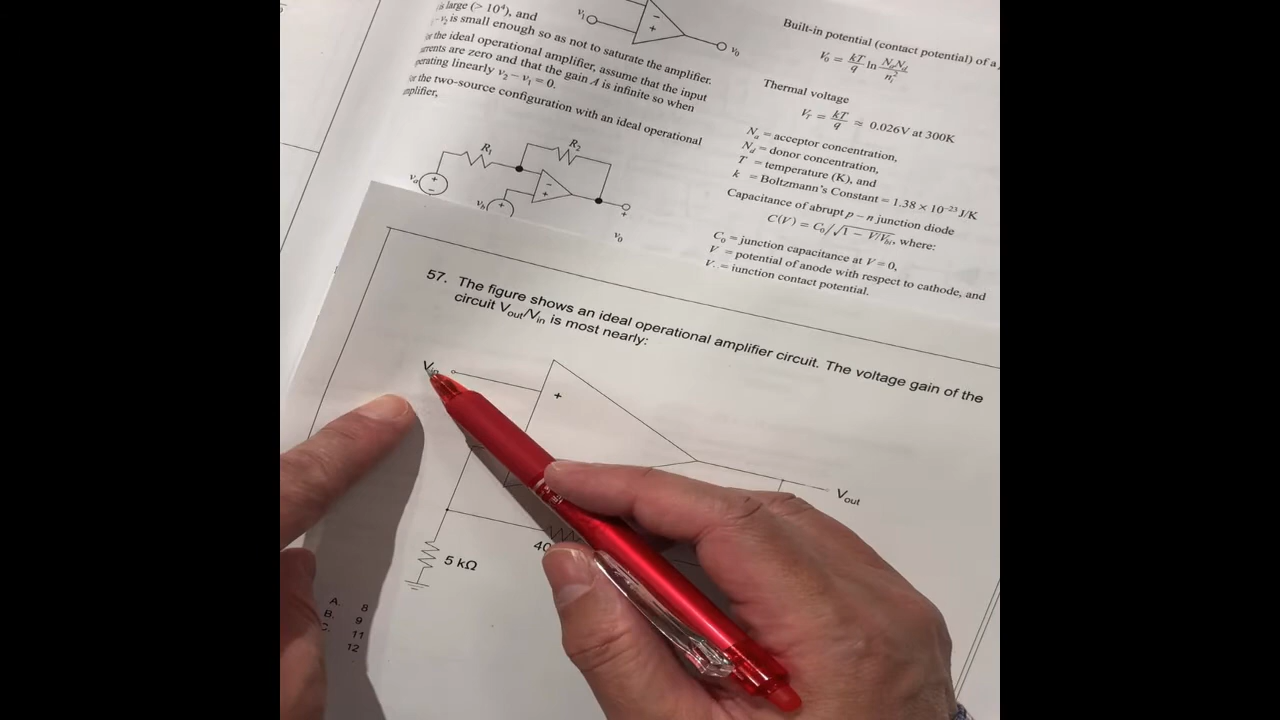 is large (> 10⁴), and
– v₂ is small enough so as not to saturate the amplifier.
the ideal operational amplifier, assume that the input
are zero and that the gain A is infinite so when
linearly v₂ – v₁ = 0.
the two-source configuration with an ideal operational
v₁
–
+
v₀
R₁
R₂
+
–
–
+
+
+
v₀
Built-in potential (contact potential) of a
V₀ = kT/q ln NₐN_d/nᵢ²
Thermal voltage
V_T = kT/q ≈ 0.026V at 300K
Nₐ = acceptor concentration,
N_d = donor concentration,
T = temperature (K), and
k = Boltzmann's Constant = 1.38 × 10⁻²³ J/K
Capacitance of abrupt p – n junction diode
C(V) = C₀/√1 – V/V_bi, where:
C₀ = junction capacitance at V = 0,
V = potential of anode with respect to cathode, and
= junction contact potential.
57. The figure shows an ideal operational amplifier circuit. The voltage gain of the
circuit V_out/V_in is most nearly:
V_in
+
V_out
40
5 kΩ
A. 8
B. 9
C. 11
12